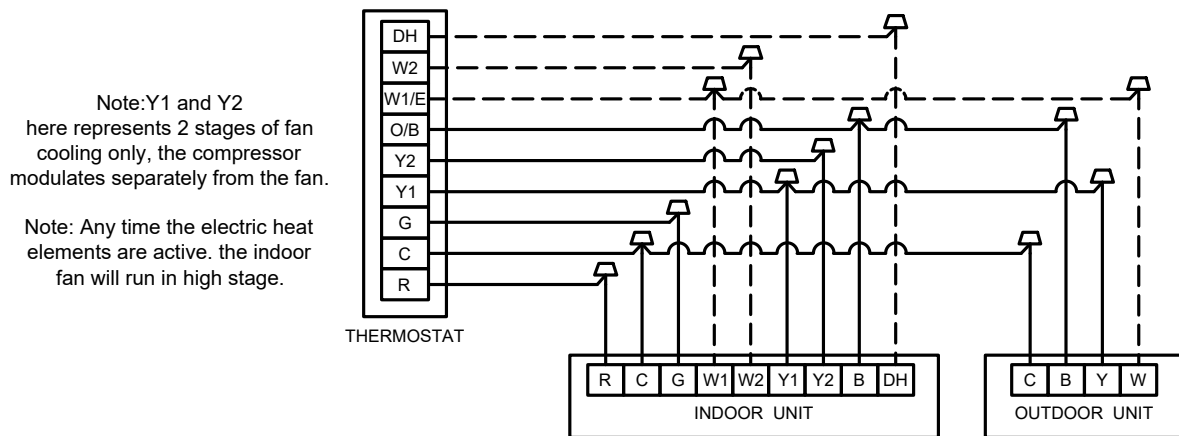 Note:Y1 and Y2
here represents 2 stages of fan
cooling only, the compressor
modulates separately from the fan.
Note: Any time the electric heat
elements are active. the indoor
fan will run in high stage.
DH
W2
W1/E
O/B
Y2
Y1
G
C
R
THERMOSTAT
R C G W1 W2 Y1 Y2 B DH
INDOOR UNIT
C B Y W
OUTDOOR UNIT